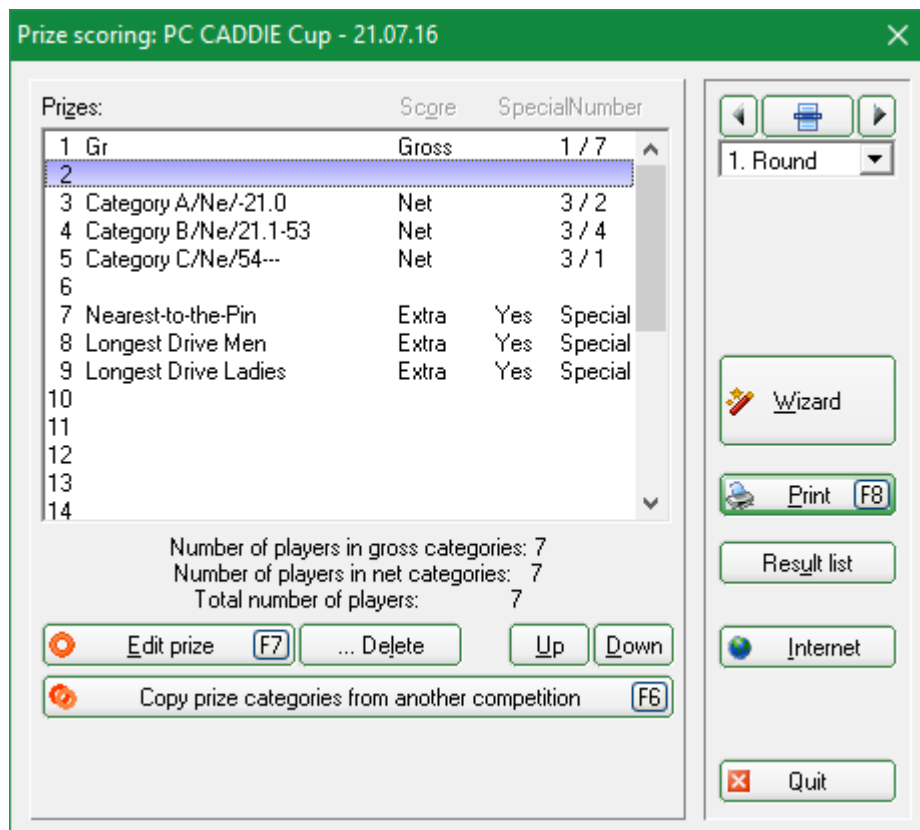 Prize scoring: PC CADDIE Cup - 21.07.16
Prizes: Score SpecialNumber
1 Gr Gross 1 / 7
2
3 Category A/Ne/-21.0 Net 3 / 2
4 Category B/Ne/21.1-53 Net 3 / 4
5 Category C/Ne/54--- Net 3 / 1
6
7 Nearest-to-the-Pin Extra Yes Special
8 Longest Drive Men Extra Yes Special
9 Longest Drive Ladies Extra Yes Special
10
11
12
13
14
Number of players in gross categories: 7
Number of players in net categories: 7
Total number of players: 7
Edit prize F7 ... Delete Up Down
Copy prize categories from another competition F6
1. Round
Wizard
Print F8
Result list
Internet
Quit